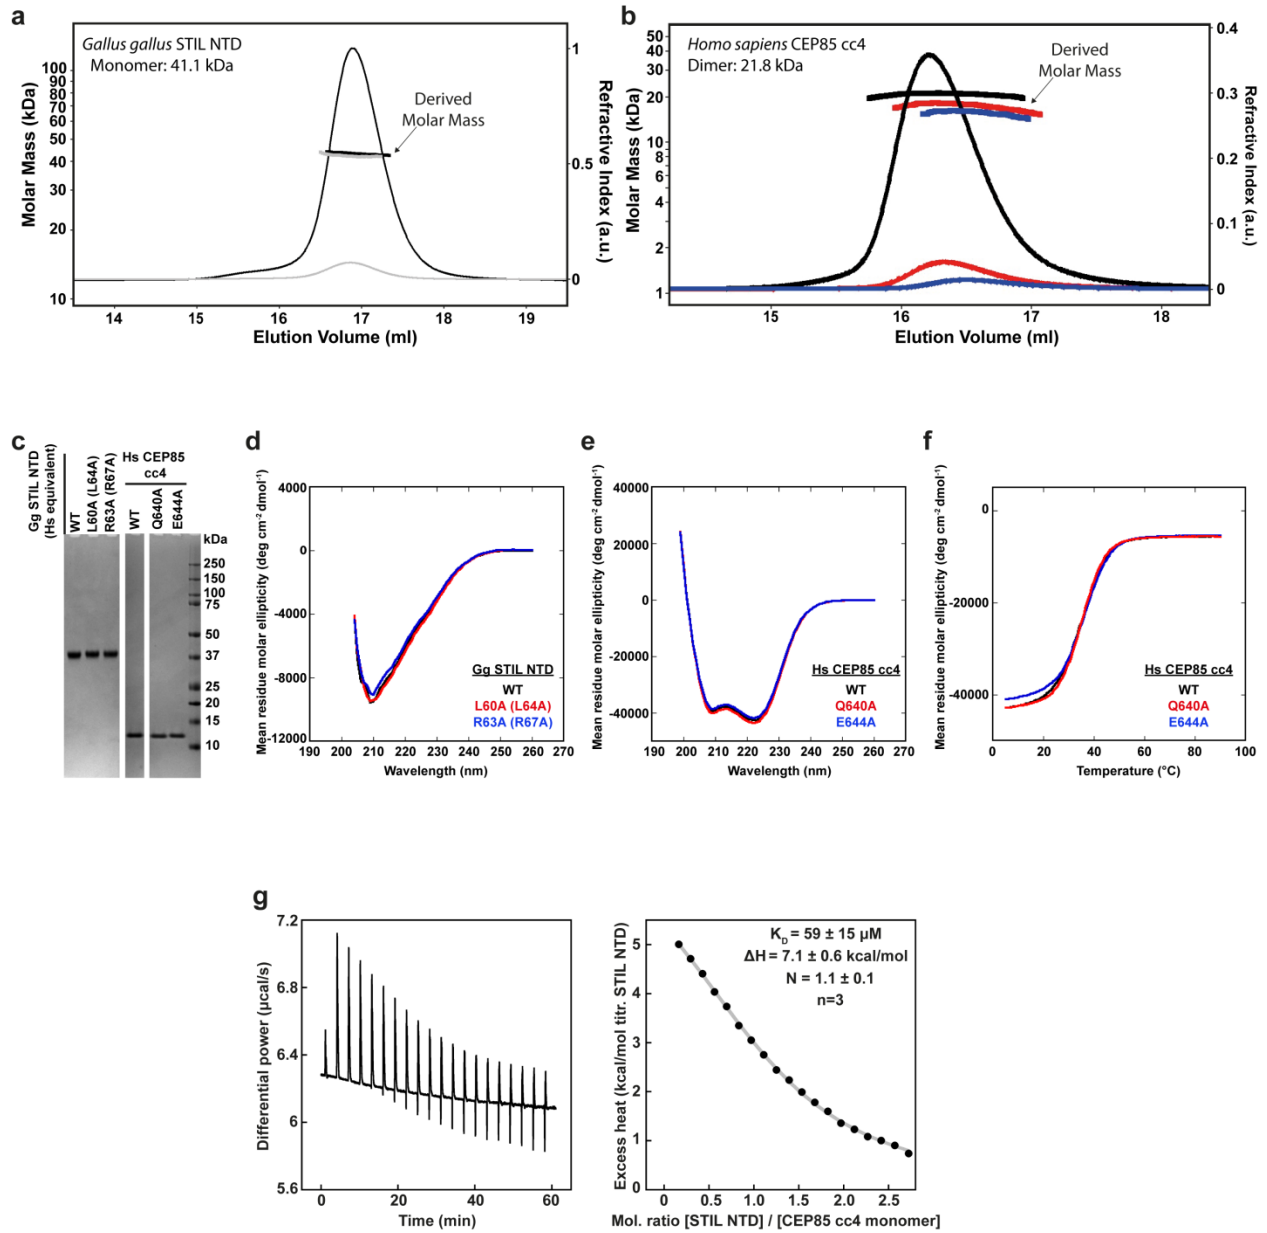 a
Gallus gallus STIL NTD
Monomer: 41.1 kDa
Derived
Molar Mass
Molar Mass (kDa)
100
90
80
70
60
50
40
30
20
10
1
0.5
0
Refractive Index (a.u.)
14 15 16 17 18 19
Elution Volume (ml)
b
Homo sapiens CEP85 cc4
Dimer: 21.8 kDa
Derived
Molar Mass
Molar Mass (kDa)
50
40
30
20
10
8
6
4
2
1
0.4
0.3
0.2
0.1
0
Refractive Index (a.u.)
15 16 17 18
Elution Volume (ml)
c
Gg STIL NTD
(Hs equivalent)
WT
L60A (L64A)
R63A (R67A)
Hs CEP85
cc4
WT
Q640A
E644A
kDa
250
150
100
75
50
37
25
20
15
10
d
Mean residue molar ellipticity (deg cm⁻² dmol⁻¹)
4000
0
-4000
-8000
-12000
Gg STIL NTD
WT
L60A (L64A)
R63A (R67A)
190 200 210 220 230 240 250 260 270
Wavelength (nm)
e
Mean residue molar ellipticity (deg cm⁻² dmol⁻¹)
40000
20000
0
-20000
-40000
Hs CEP85 cc4
WT
Q640A
E644A
190 200 210 220 230 240 250 260 270
Wavelength (nm)
f
Mean residue molar ellipticity (deg cm⁻² dmol⁻¹)
0
-20000
-40000
Hs CEP85 cc4
WT
Q640A
E644A
0 20 40 60 80 100
Temperature (°C)
g
Differential power (µcal/s)
7.2
6.8
6.4
6
5.6
0 20 40 60
Time (min)
Excess heat (kcal/mol titr. STIL NTD)
5
4
3
2
1
0
K_D = 59 ± 15 µM
ΔH = 7.1 ± 0.6 kcal/mol
N = 1.1 ± 0.1
n=3
0 0.5 1.0 1.5 2.0 2.5
Mol. ratio [STIL NTD] / [CEP85 cc4 monomer]